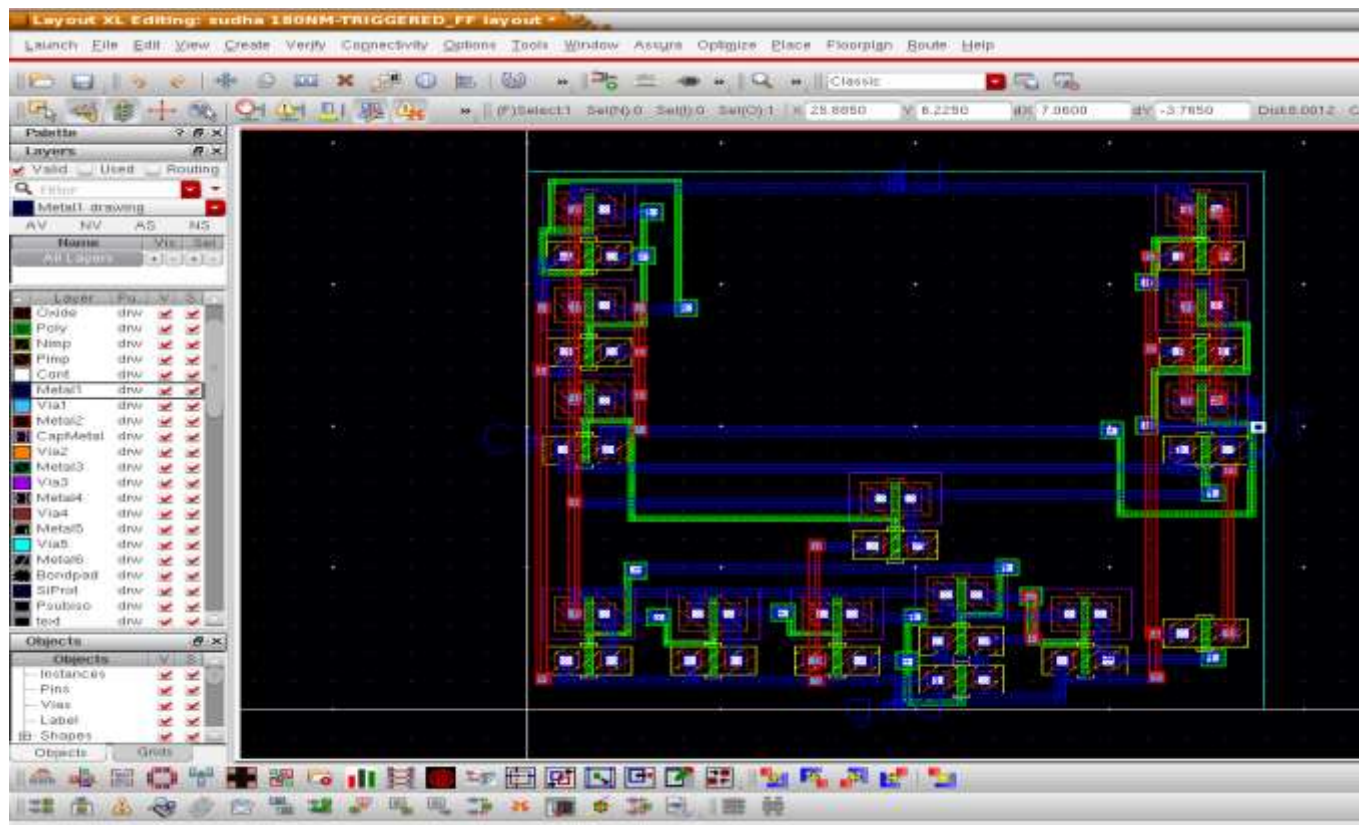 Layout XL Editing: sudha 180NM-TRIGGERED_FF layout *
Launch File Edit View Create Verify Connectivity Options Tools Window Assura Optimize Place Floorplan Route Help
Classic
(F)Select:1 Sel(N):0 Sel(I):0 Sel(O):1 X 25.8850 Y 6.2250 dX 7.0600 dY -3.7650 Dist:8.0012 C
Palette
Layers
Valid Used Routing
Filter
Metal1 drawing
AV NV AS NS
Name Vis Sel
All Layers
Layer Pu... V S
Oxide drw
Poly drw
Nimp drw
Pimp drw
Cont drw
Metal1 drw
Via1 drw
Metal2 drw
CapMetal drw
Via2 drw
Metal3 drw
Via3 drw
Metal4 drw
Via4 drw
Metal5 drw
Via5 drw
Metal6 drw
Bondpad drw
SiProt drw
Psubiso drw
text drw
Objects
Objects V S
Instances
Pins
Vias
Label
Shapes
Objects Grids